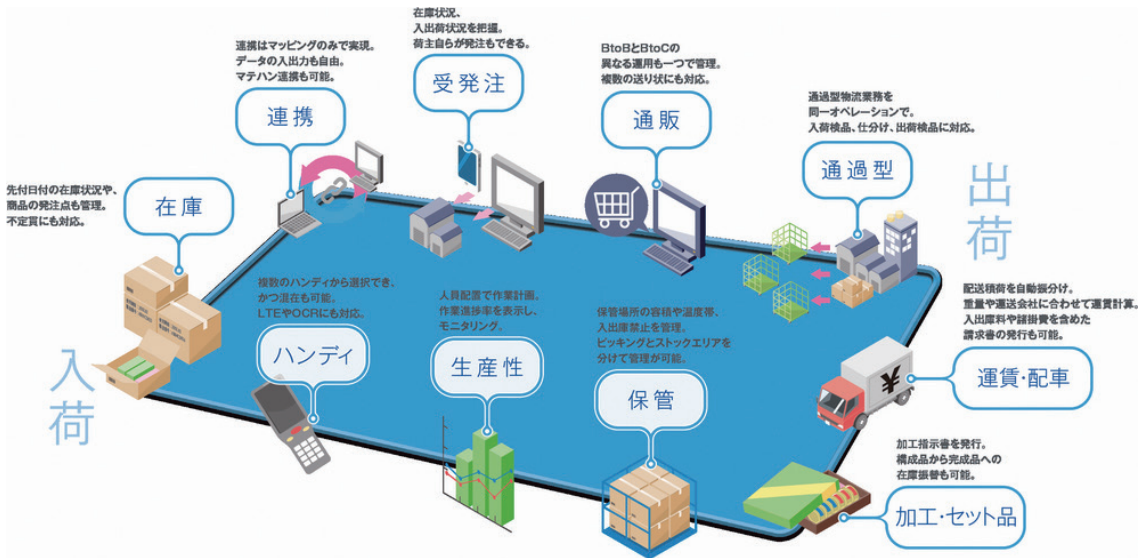 連携はマッピングのみで実現。
データの入出力も自由。
マテハン連携も可能。
連携
在庫状況、
入出荷状況を把握。
荷主自らが発注もできる。
受発注
BtoBとBtoCの
異なる運用も一つで管理。
複数の送り状にも対応。
通販
通過型物流業務を
同一オペレーションで。
入荷検品、仕分け、出荷検品に対応。
通過型
出荷
先付日付の在庫状況や、
商品の発注点も管理。
不定貫にも対応。
在庫
入荷
複数のハンディから選択でき、
かつ混在も可能。
LTEやOCRにも対応。
ハンディ
人員配置で作業計画。
作業進捗率を表示し、
モニタリング。
生産性
保管場所の容積や温度帯、
入出庫禁止を管理。
ピッキングとストックエリアを
分けて管理が可能。
保管
配送積荷を自動振分け。
重量や運送会社に合わせて運賃計算。
入出庫料や諸掛費を含めた
請求書の発行も可能。
¥
運賃・配車
加工指示書を発行。
構成品から完成品への
在庫振替も可能。
加工・セット品